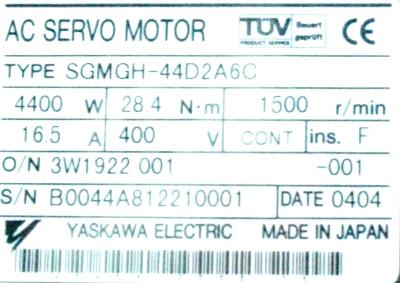 AC SERVO MOTOR TÜV Bauart geprüft CE
PRODUCT SERVICE
TYPE SGMGH-44D2A6C
4400 W 28.4 N·m 1500 r/min
16.5 A 400 V CONT ins. F
O/N 3W1922 001 -001
S/N B0044A812210001 DATE 0404
YASKAWA ELECTRIC MADE IN JAPAN